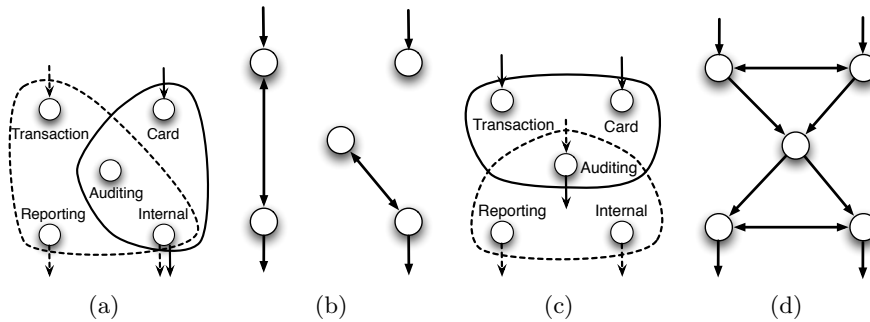 Transaction
Card
Auditing
Reporting
Internal
Transaction
Card
Auditing
Reporting
Internal
(a)
(b)
(c)
(d)